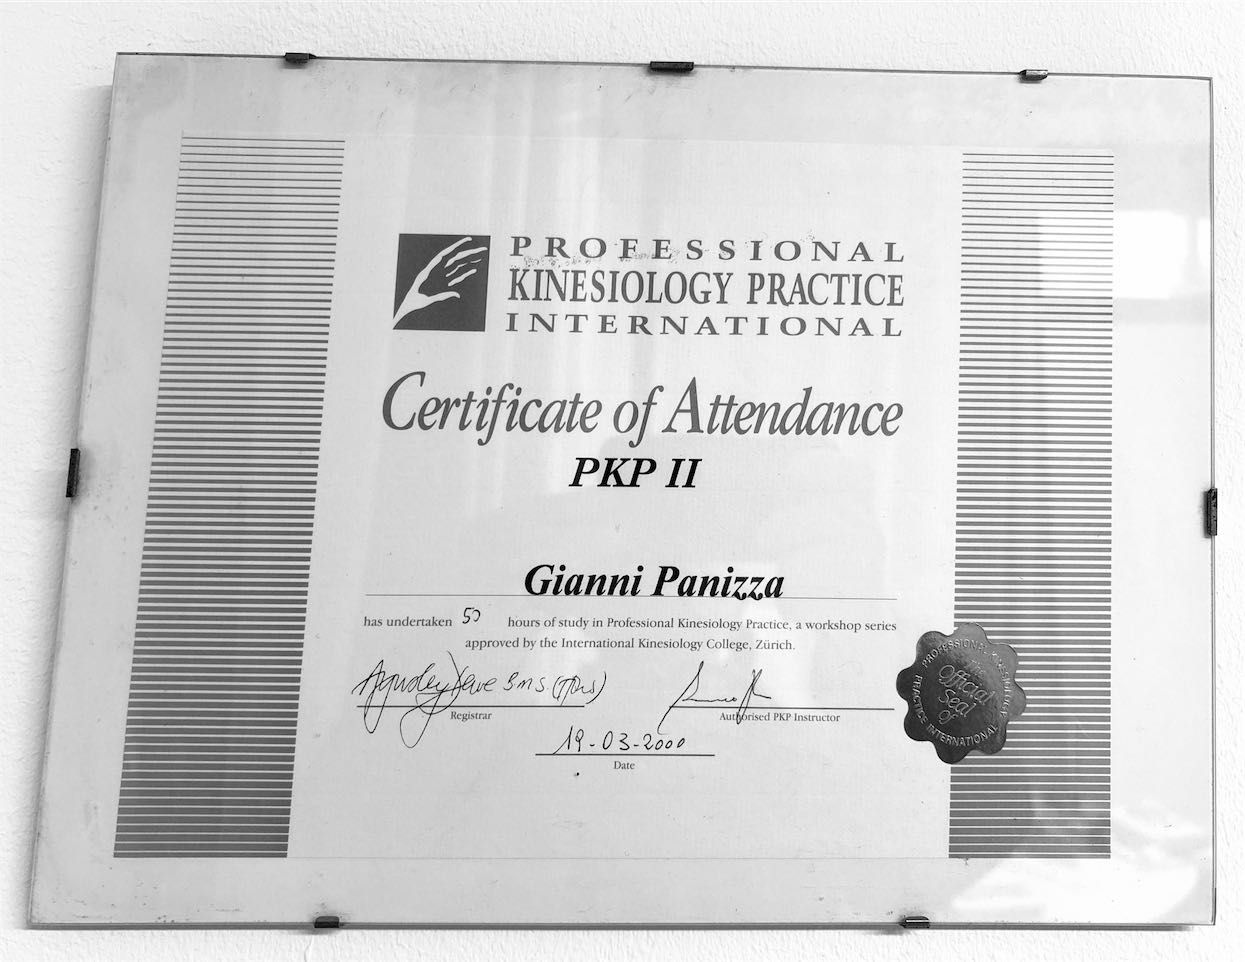 PROFESSIONAL
KINESIOLOGY PRACTICE
INTERNATIONAL
Certificate of Attendance
PKP II
Gianni Panizza
has undertaken 50 hours of study in Professional Kinesiology Practice, a workshop series
approved by the International Kinesiology College, Zürich.
Registrar
Authorised PKP Instructor
19-03-2000
Date
PROFESSIONAL KINESIOLOGY
PRACTICE INTERNATIONAL
the
Official
Seal
of